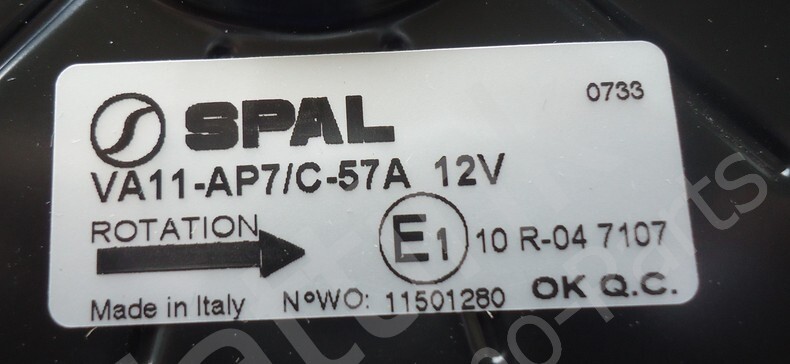 SPAL
0733
VA11-AP7/C-57A 12V
ROTATION
E1 10 R-04 7107
Made in Italy N°WO: 11501280 OK Q.C.